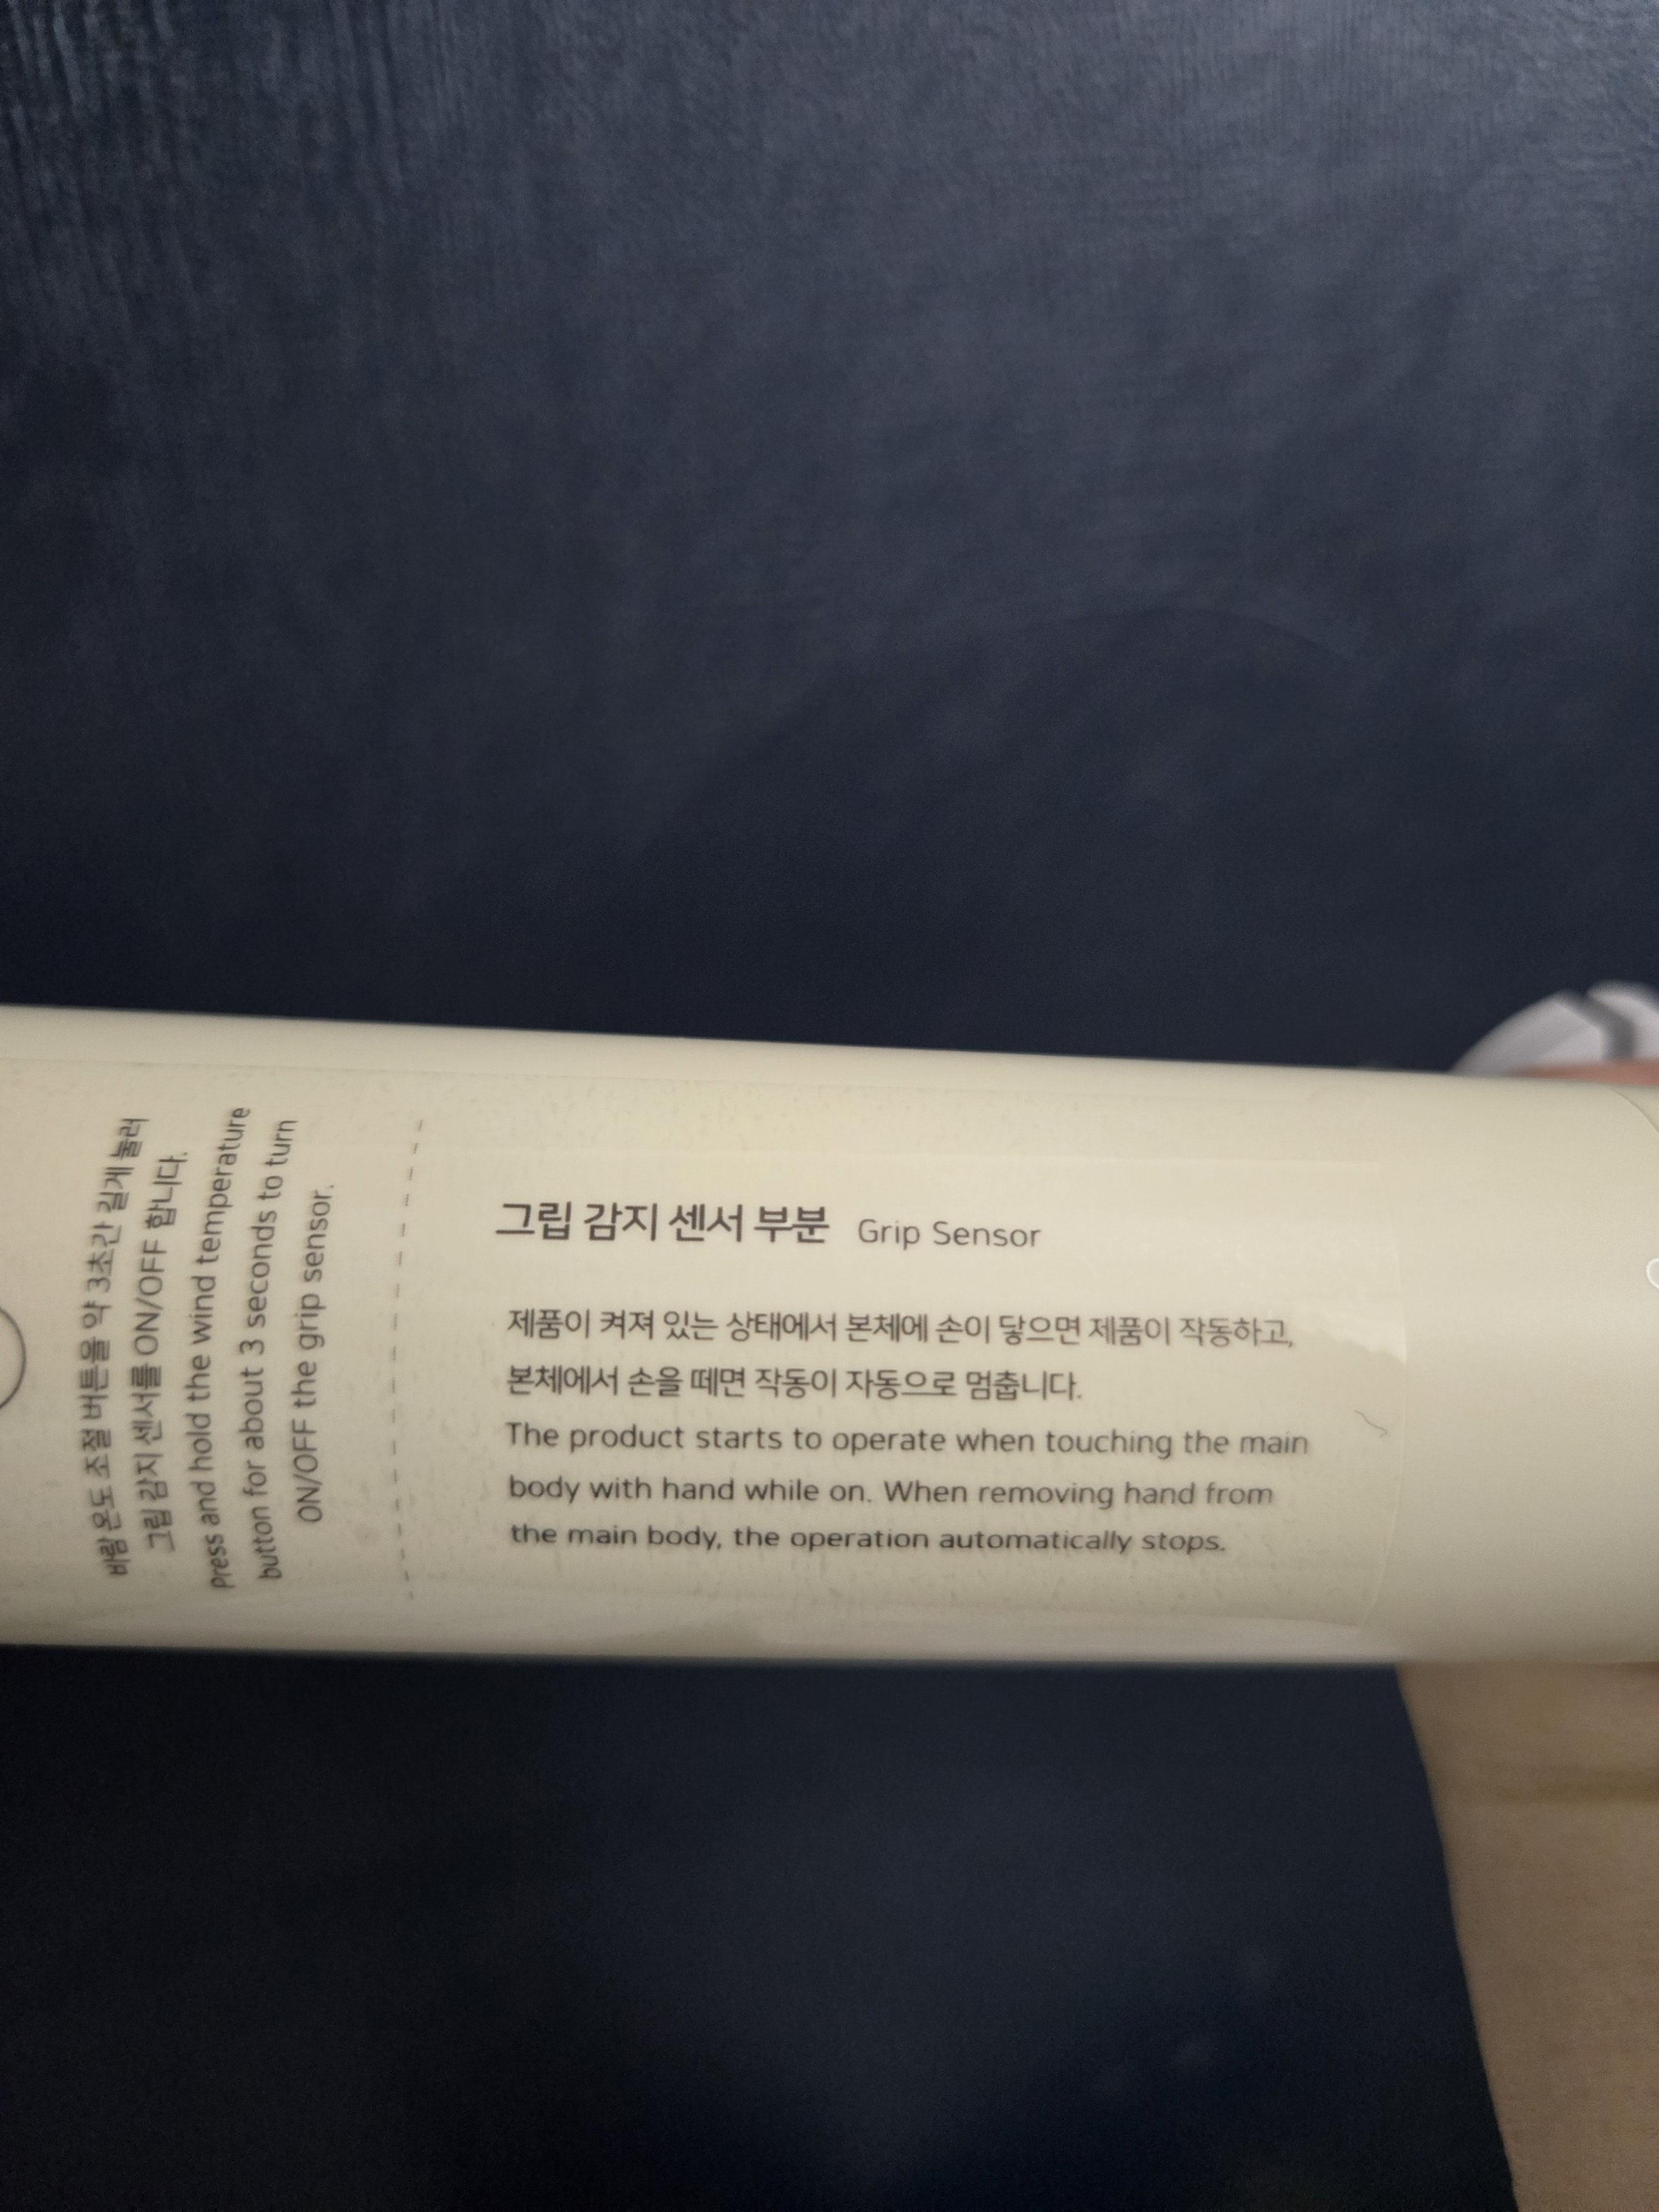 바람 온도 조절 버튼을 약 3초간 길게 눌러
그립 감지 센서를 ON/OFF 합니다.
Press and hold the wind temperature
button for about 3 seconds to turn
ON/OFF the grip sensor.
그립 감지 센서 부분 Grip Sensor
제품이 켜져 있는 상태에서 본체에 손이 닿으면 제품이 작동하고,
본체에서 손을 떼면 작동이 자동으로 멈춥니다.
The product starts to operate when touching the main
body with hand while on. When removing hand from
the main body, the operation automatically stops.